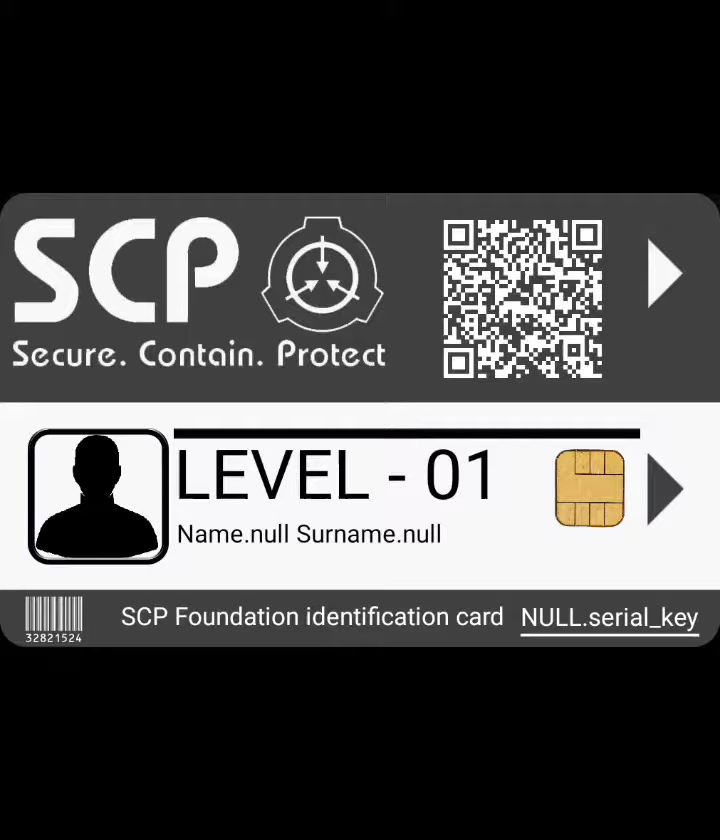 SCP
Secure. Contain. Protect
LEVEL - 01
Name.null Surname.null
SCP Foundation identification card NULL.serial_key
32821524